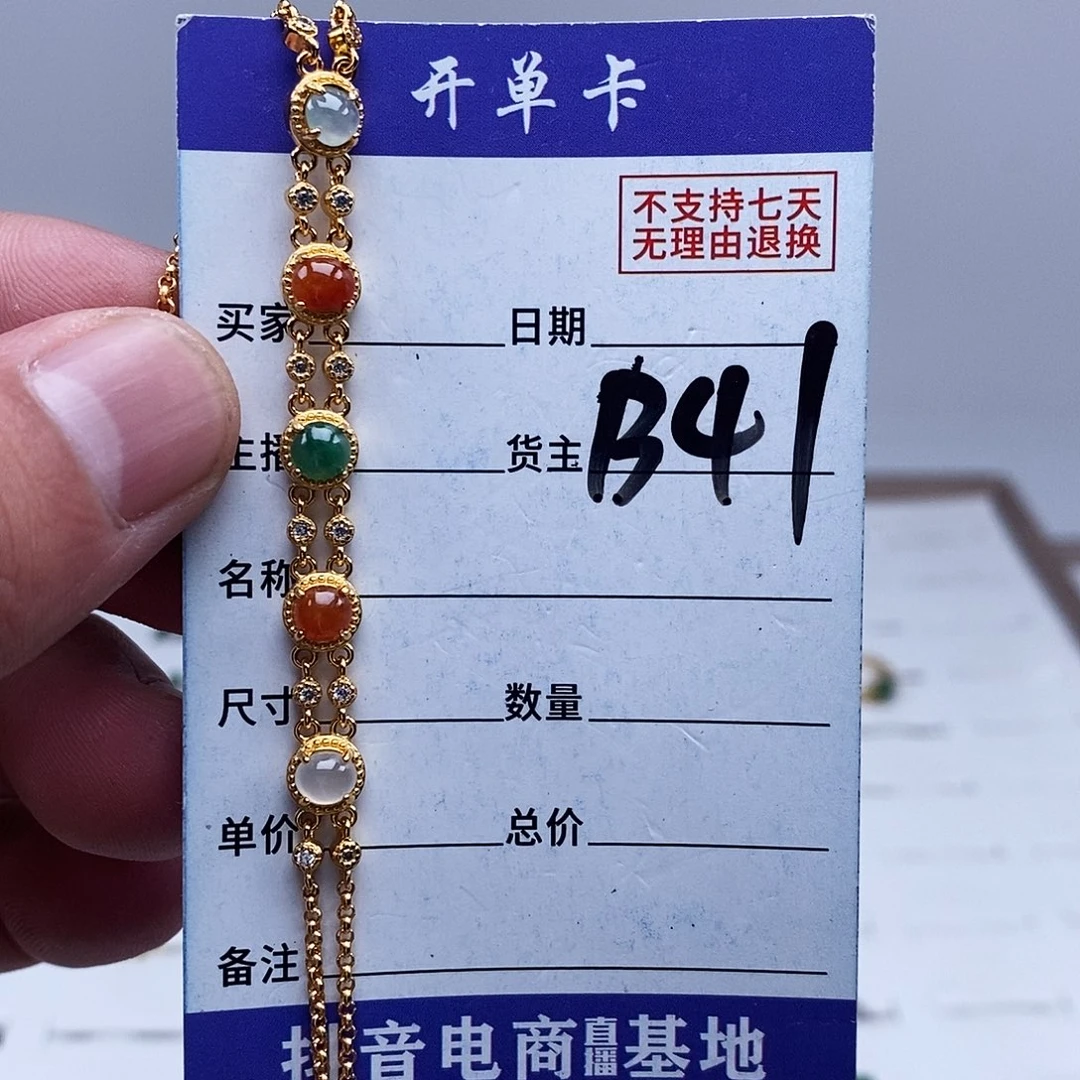 开单卡
不支持七天
无理由退换
买家 日期
主播 货主 B41
名称
尺寸 数量
单价 总价
备注
抖音电商直播基地